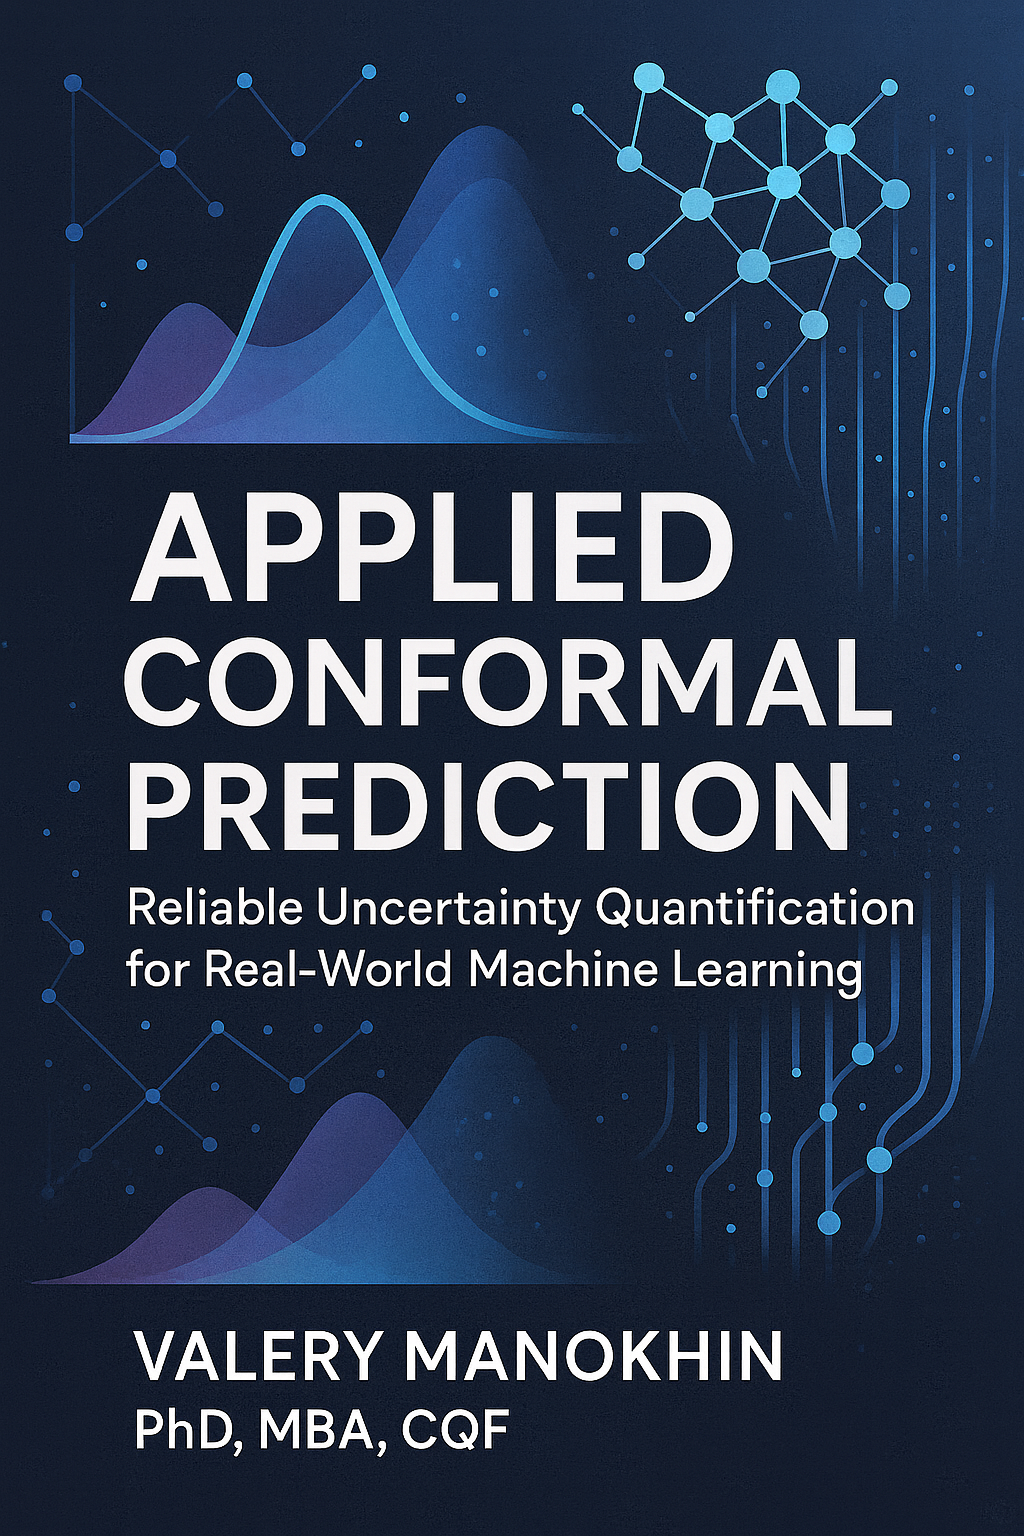 APPLIED
CONFORMAL
PREDICTION
Reliable Uncertainty Quantification
for Real-World Machine Learning
VALERY MANOKHIN
PhD, MBA, CQF